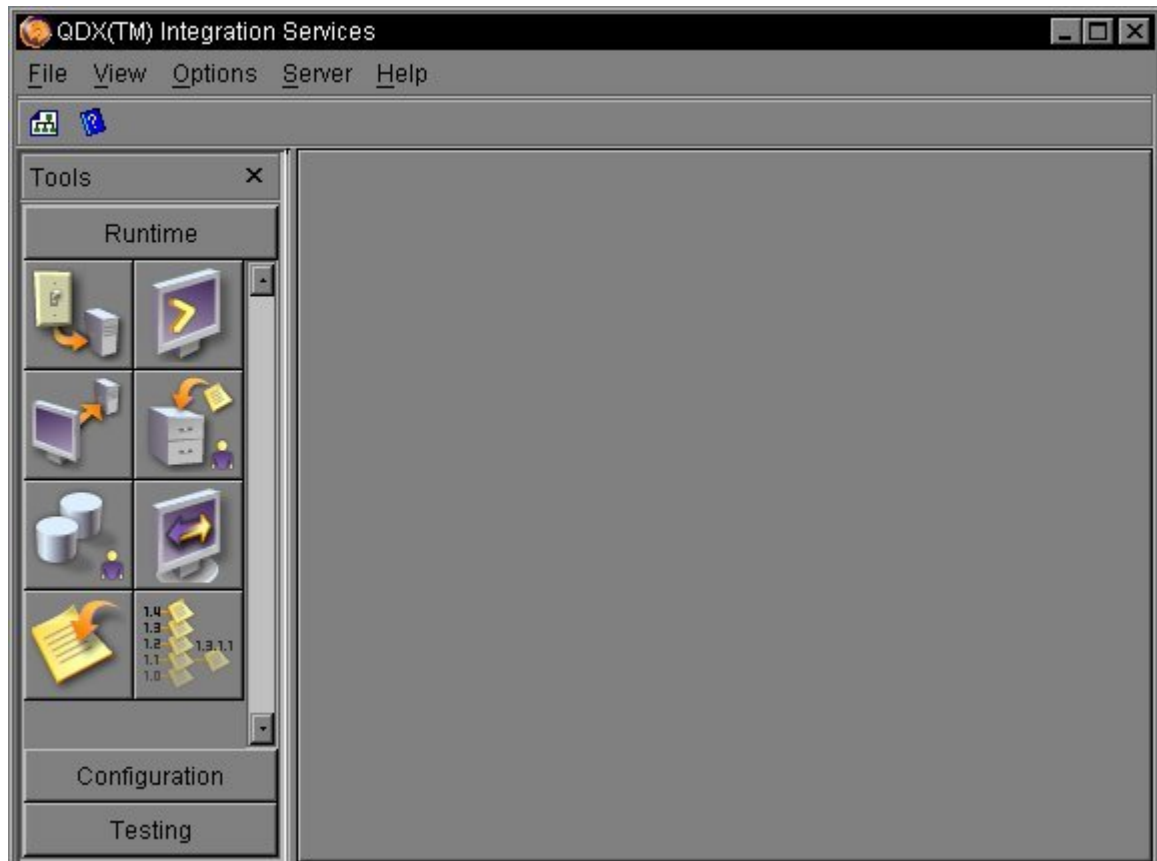 QDX(TM) Integration Services
File View Options Server Help
Tools
Runtime
1.4
1.3
1.2 1.3.1.1
1.1
1.0
Configuration
Testing